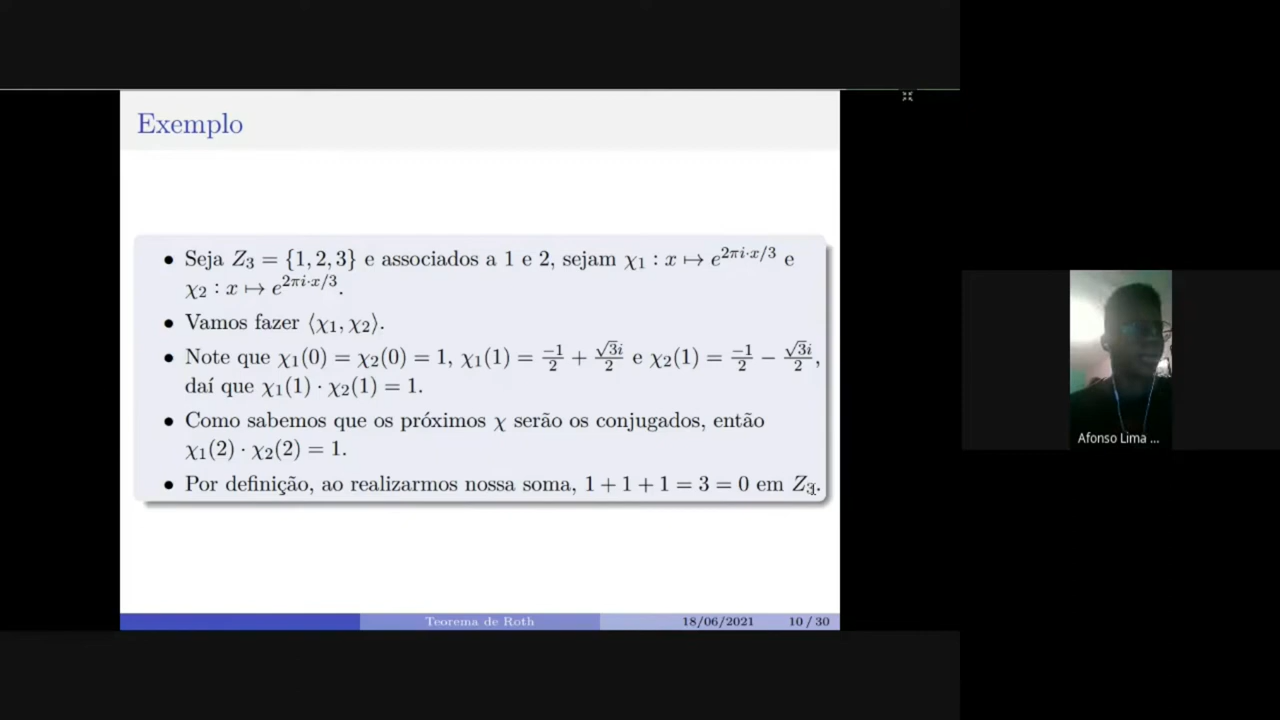 Exemplo
• Seja Z₃ = {1, 2, 3} e associados a 1 e 2, sejam χ₁ : x ↦ e^{2πi·x/3} e
χ₂ : x ↦ e^{2πi·x/3}.
• Vamos fazer ⟨χ₁, χ₂⟩.
• Note que χ₁(0) = χ₂(0) = 1, χ₁(1) = \frac{-1}{2} + \frac{√3i}{2} e χ₂(1) = \frac{-1}{2} − \frac{√3i}{2},
daí que χ₁(1) · χ₂(1) = 1.
• Como sabemos que os próximos χ serão os conjugados, então
χ₁(2) · χ₂(2) = 1.
• Por definição, ao realizarmos nossa soma, 1 + 1 + 1 = 3 = 0 em Z₃.
Teorema de Roth
18/06/2021
10 / 30
Afonso Lima ...